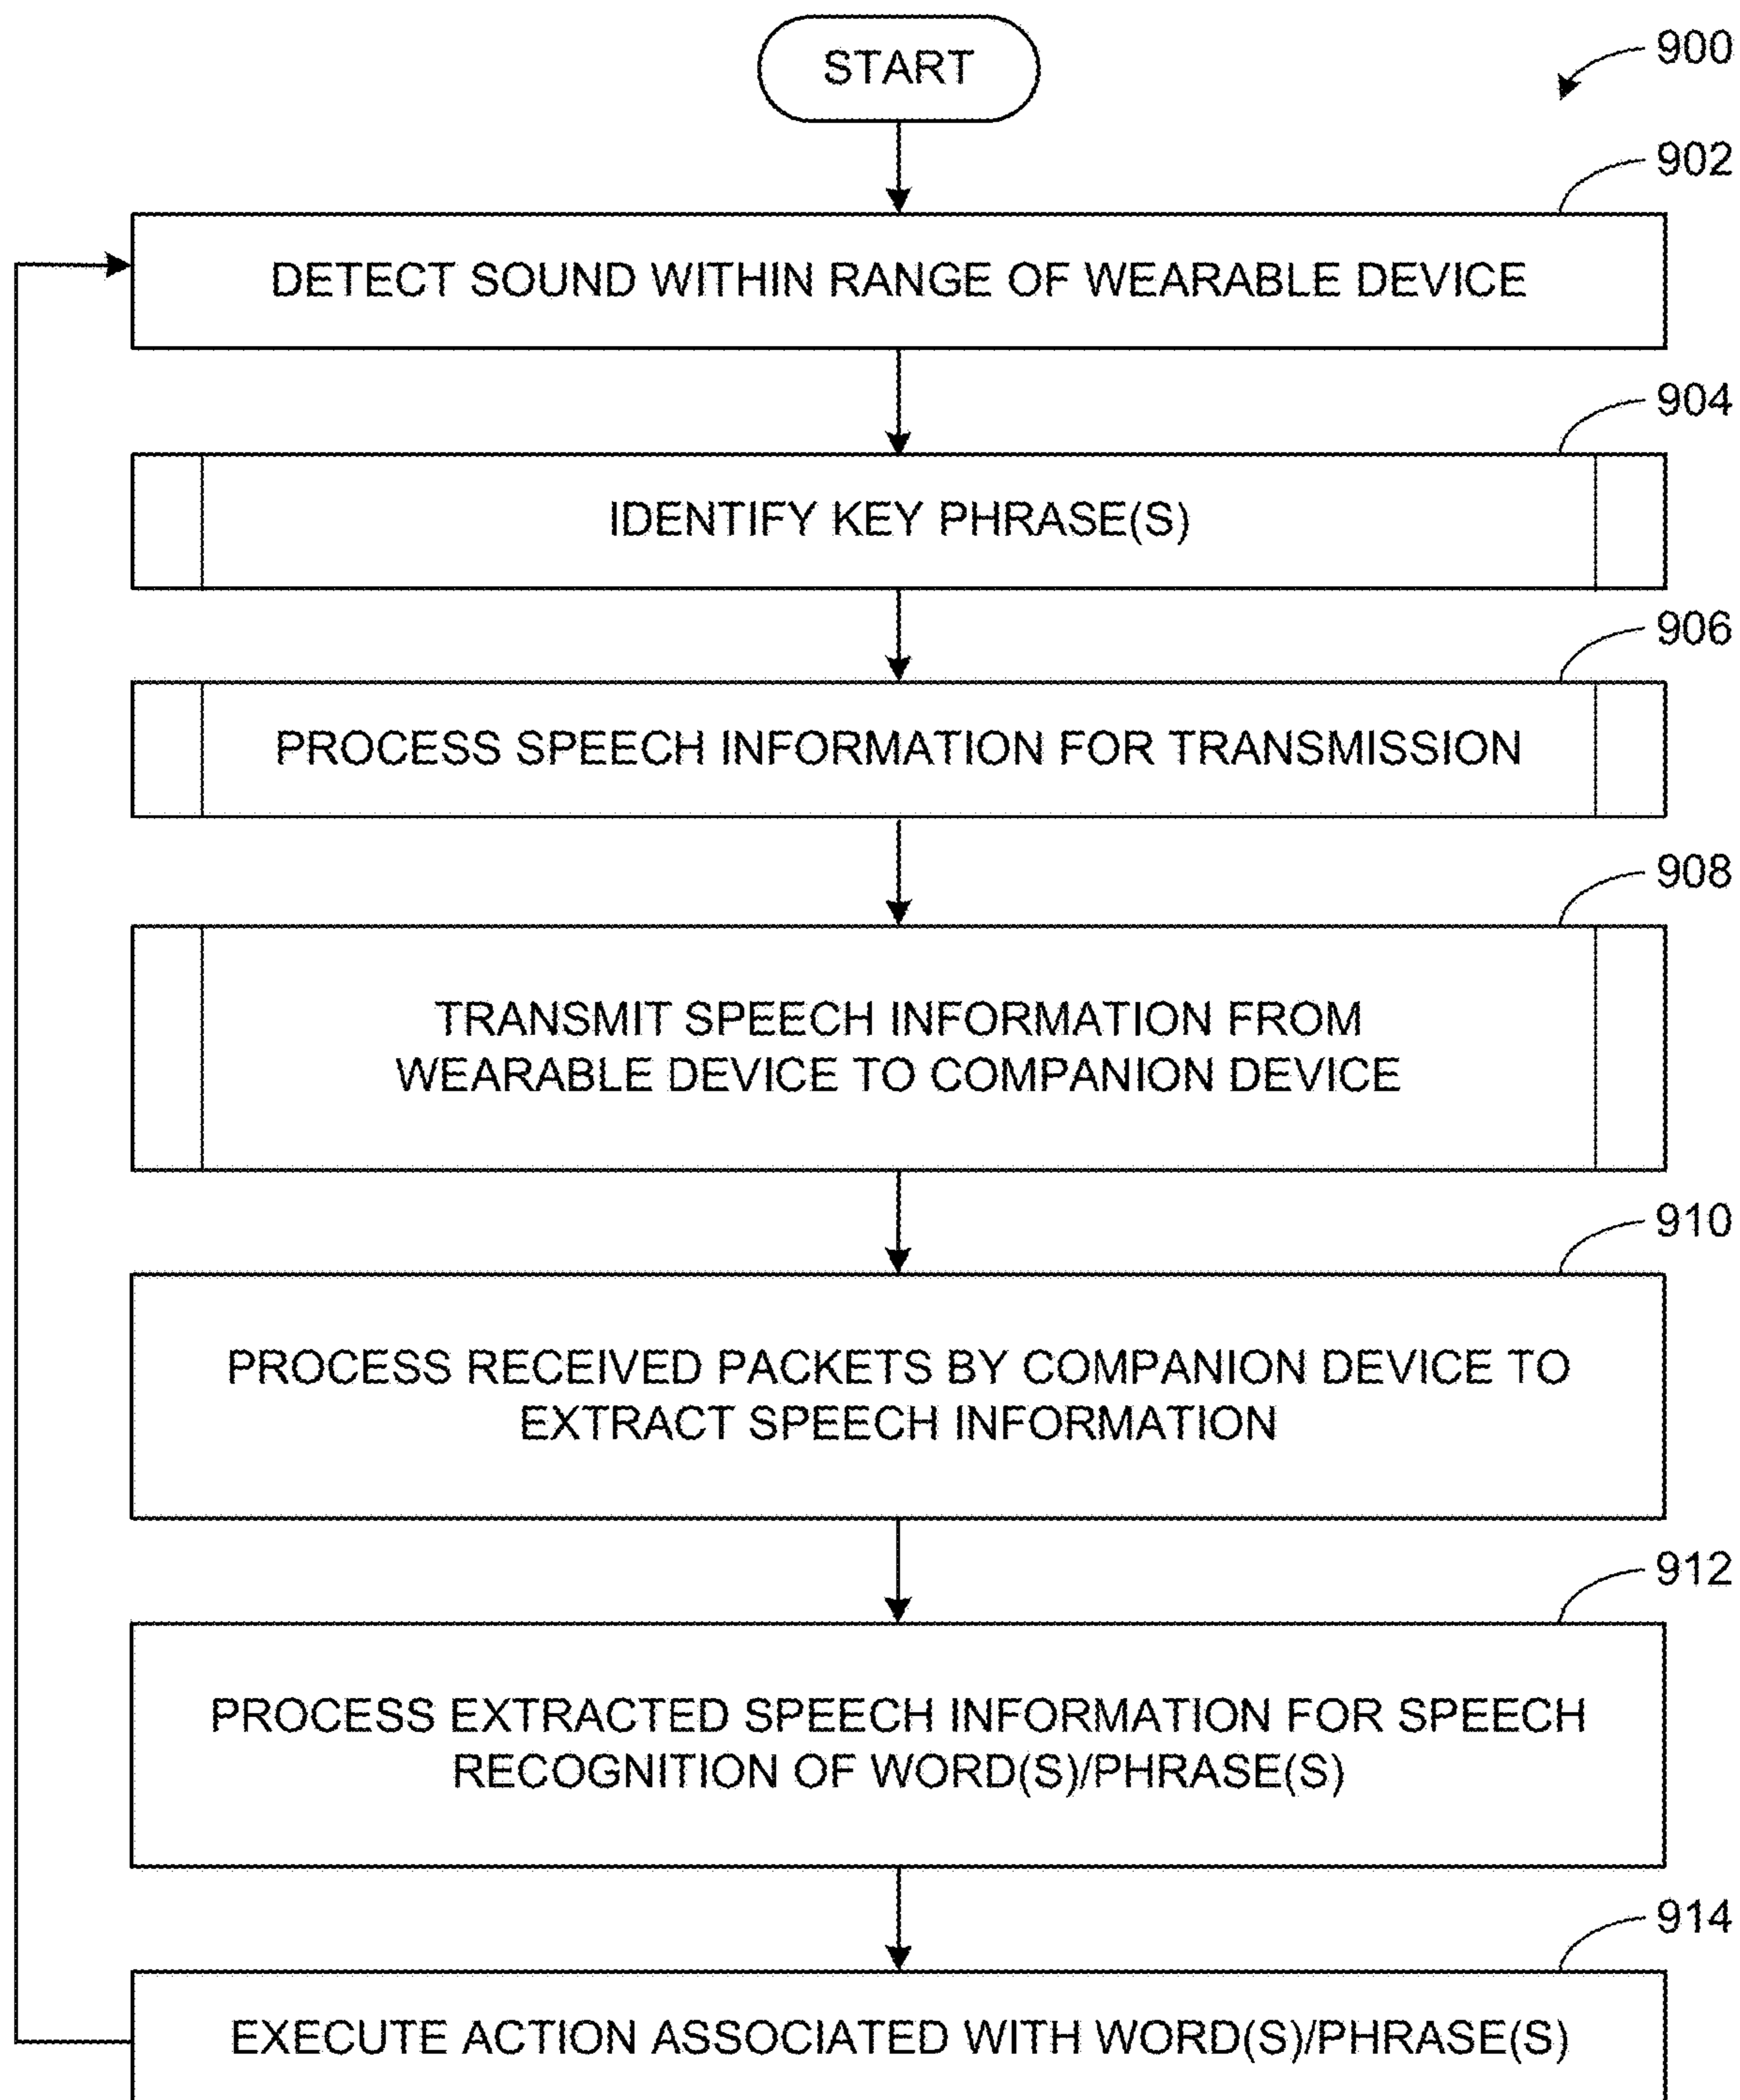 START
900
902
DETECT SOUND WITHIN RANGE OF WEARABLE DEVICE
904
IDENTIFY KEY PHRASE(S)
906
PROCESS SPEECH INFORMATION FOR TRANSMISSION
908
TRANSMIT SPEECH INFORMATION FROM
WEARABLE DEVICE TO COMPANION DEVICE
910
PROCESS RECEIVED PACKETS BY COMPANION DEVICE TO
EXTRACT SPEECH INFORMATION
912
PROCESS EXTRACTED SPEECH INFORMATION FOR SPEECH
RECOGNITION OF WORD(S)/PHRASE(S)
914
EXECUTE ACTION ASSOCIATED WITH WORD(S)/PHRASE(S)